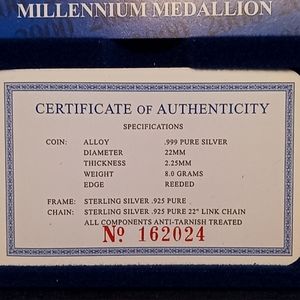 MILLENNIUM MEDALLION
CERTIFICATE OF AUTHENTICITY
SPECIFICATIONS
COIN: ALLOY .999 PURE SILVER
DIAMETER 22MM
THICKNESS 2.25MM
WEIGHT 8.0 GRAMS
EDGE REEDED
FRAME: STERLING SILVER .925 PURE
CHAIN: STERLING SILVER .925 PURE 22" LINK CHAIN
ALL COMPONENTS ANTI-TARNISH TREATED
No. 162024